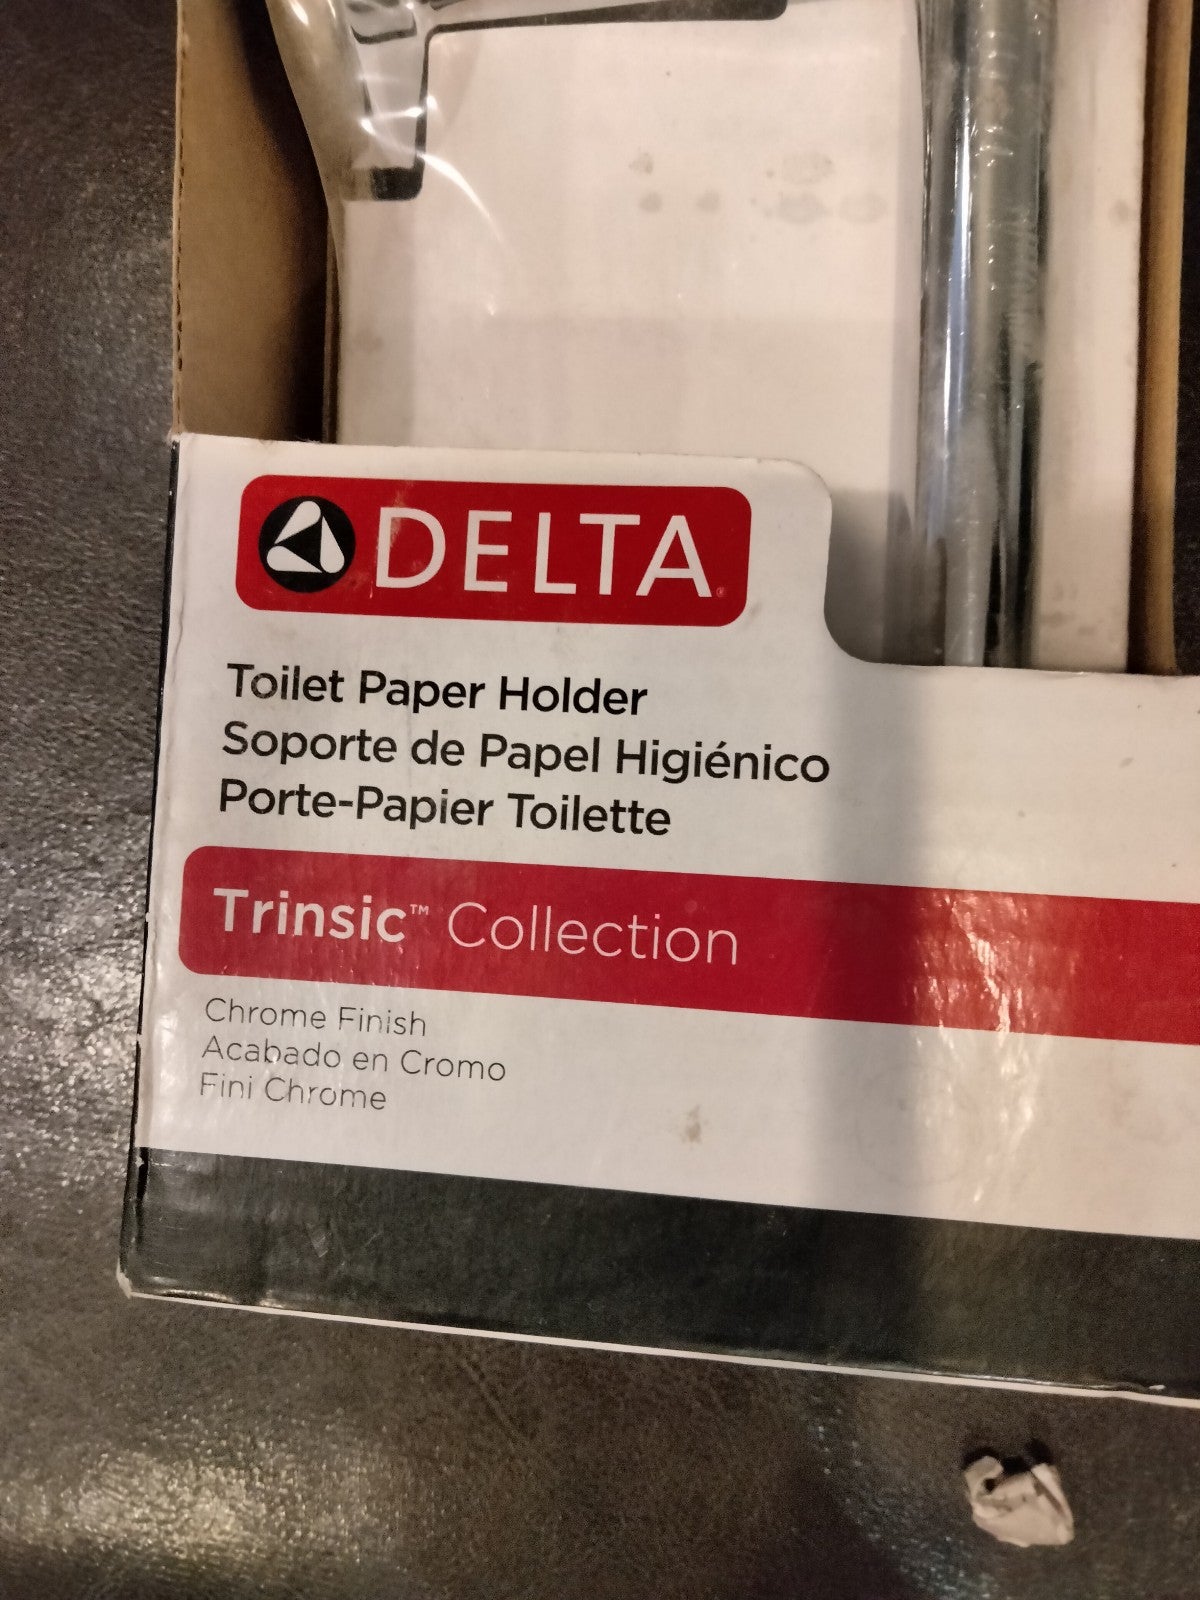 DELTA
Toilet Paper Holder
Soporte de Papel Higiénico
Porte-Papier Toilette
Trinsic™ Collection
Chrome Finish
Acabado en Cromo
Fini Chrome